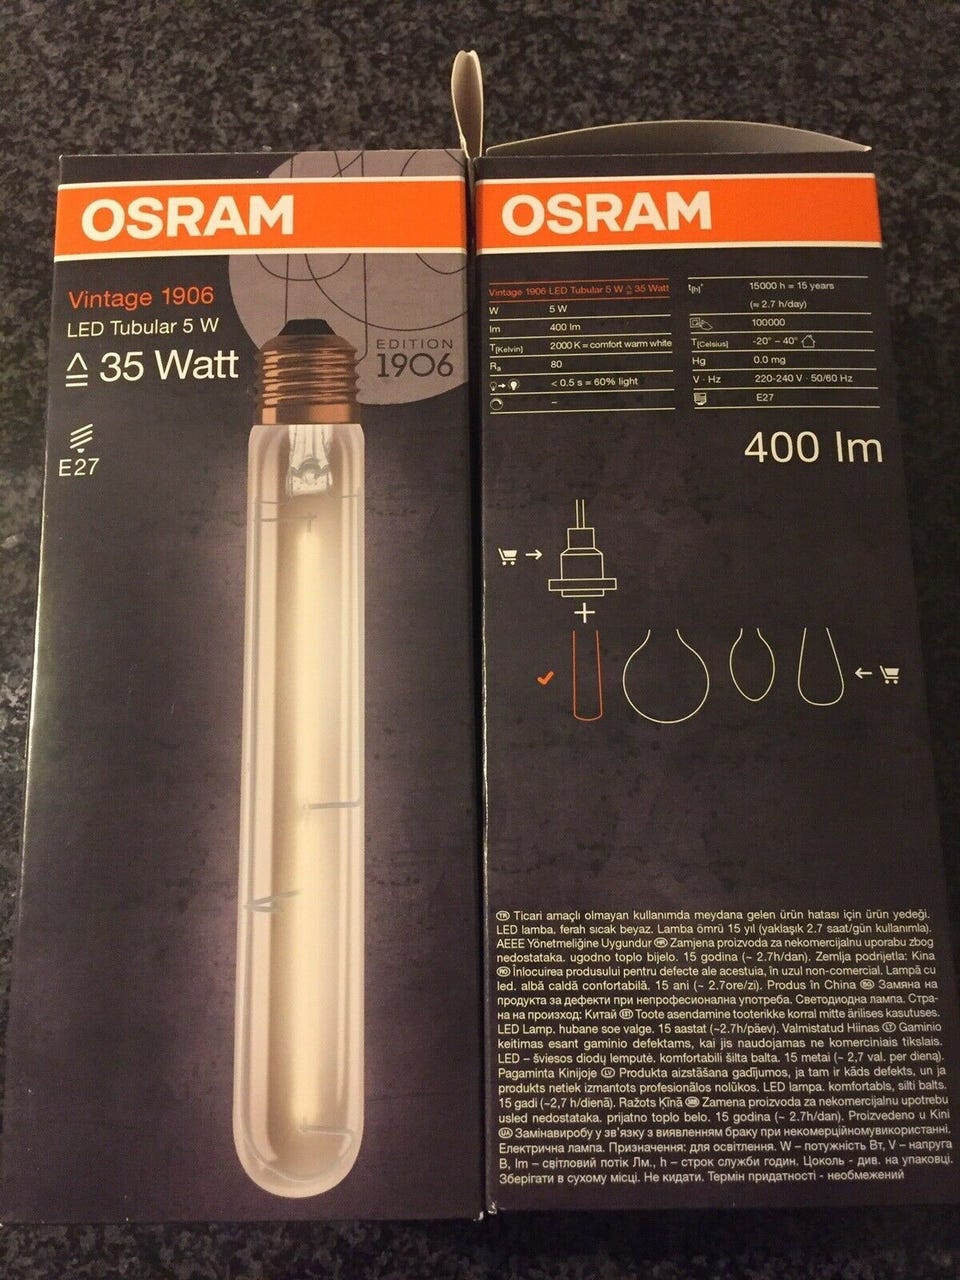 OSRAM
Vintage 1906
LED Tubular 5 W
≙ 35 Watt
E27
EDITION
1906
OSRAM
Vintage 1906 LED Tubular 5 W ≙ 35 Watt
W 5 W
lm 400 lm
T[Kelvin] 2000 K = comfort warm white
Ra 80
< 0.5 s = 60% light
–
t[h]* 15000 h = 15 years
(≈ 2.7 h/day)
100000
T[Celsius] -20° – 40°
Hg 0.0 mg
V · Hz 220-240 V · 50/60 Hz
E27
400 lm
+
TR Ticari amaçlı olmayan kullanımda meydana gelen ürün hatası için ürün yedeği.
LED lamba. ferah sıcak beyaz. Lamba ömrü 15 yıl (yaklaşık 2.7 saat/gün kullanımla).
AEEE Yönetmeliğine Uygundur HR Zamjena proizvoda za nekomercijalnu uporabu zbog
nedostataka. ugodno toplo bijelo. 15 godina (~ 2.7h/dan). Zemlja podrijetla: Kina
RO Înlocuirea produsului pentru defecte ale acestuia, în uzul non-comercial. Lampă cu
led. albă caldă confortabilă. 15 ani (~ 2.7ore/zi). Produs în China BG Замяна на
продукта за дефекти при непрофесионална употреба. Светодиодна лампа. Стра-
на на произход: Китай EST Toote asendamine tooterikke korral mitte ärilises kasutuses.
LED Lamp. hubane soe valge. 15 aastat (~2.7h/päev). Valmistatud Hiinas LT Gaminio
keitimas esant gaminio defektams, kai jis naudojamas ne komerciniais tikslais.
LED – šviesos diodų lemputė. komfortabili šilta balta. 15 metai (~ 2,7 val. per dieną).
Pagaminta Kinijoje LV Produkta aizstāšana gadījumos, ja tam ir kāds defekts, un ja
produkts netiek izmantots profesionālos nolūkos. LED lampa. komfortabls, silti balts.
15 gadi (~2,7 h/dienā). Ražots Ķīnā SRB Zamena proizvoda za nekomercijalnu upotrebu
usled nedostataka. prijatno toplo belo. 15 godina (~ 2.7h/dan). Proizvedeno u Kini
UA Замінавиробу у зв'язку з виявленням браку при некомерційномувикористанні.
Електрична лампа. Призначення: для освітлення. W – потужність Вт, V – напруга
В, lm – світловий потік Лм., h – строк служби годин. Цоколь - див. на упаковці.
Зберігати в сухому місці. Не кидати. Термін придатності - необмежений